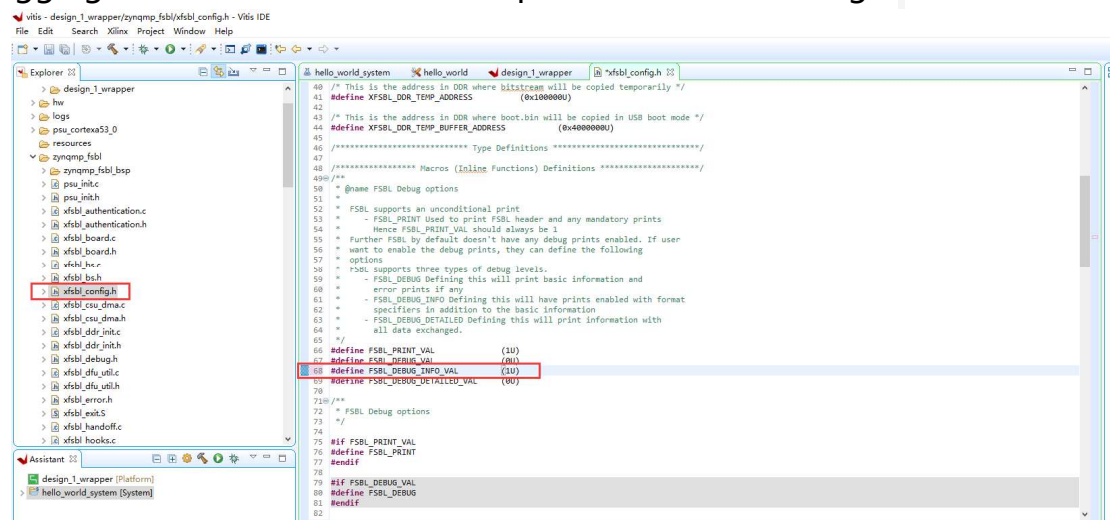 vitis - design_1_wrapper/zynqmp_fsbl/xfsbl_config.h - Vitis IDE
File Edit Search Xilinx Project Window Help
Explorer
design_1_wrapper
hw
logs
psu_cortexa53_0
resources
zynqmp_fsbl
zynqmp_fsbl_bsp
psu_init.c
psu_init.h
xfsbl_authentication.c
xfsbl_authentication.h
xfsbl_board.c
xfsbl_board.h
xfsbl_bs.c
xfsbl_bs.h
xfsbl_config.h
xfsbl_csu_dma.c
xfsbl_csu_dma.h
xfsbl_ddr_init.c
xfsbl_ddr_init.h
xfsbl_debug.h
xfsbl_dfu_util.c
xfsbl_dfu_util.h
xfsbl_error.h
xfsbl_exit.S
xfsbl_handoff.c
xfsbl_hooks.c
Assistant
design_1_wrapper [Platform]
hello_world_system [System]
hello_world_system hello_world design_1_wrapper *xfsbl_config.h
40 /* This is the address in DDR where bitstream will be copied temporarily */
41 #define XFSBL_DDR_TEMP_ADDRESS (0x100000U)
42
43 /* This is the address in DDR where boot.bin will be copied in USB boot mode */
44 #define XFSBL_DDR_TEMP_BUFFER_ADDRESS (0x4000000U)
45
46 /*************************** Type Definitions ******************************/
47
48 /***************** Macros (Inline Functions) Definitions *********************/
49 /**
50 * @name FSBL Debug options
51 *
52 * FSBL supports an unconditional print
53 * - FSBL_PRINT Used to print FSBL header and any mandatory prints
54 * Hence FSBL_PRINT_VAL should always be 1
55 * Further FSBL by default doesn't have any debug prints enabled. If user
56 * want to enable the debug prints, they can define the following
57 * options
58 * FSBL supports three types of debug levels.
59 * - FSBL_DEBUG Defining this will print basic information and
60 * error prints if any
61 * - FSBL_DEBUG_INFO Defining this will have prints enabled with format
62 * specifiers in addition to the basic information
63 * - FSBL_DEBUG_DETAILED Defining this will print information with
64 * all data exchanged.
65 */
66 #define FSBL_PRINT_VAL (1U)
67 #define FSBL_DEBUG_VAL (0U)
68 #define FSBL_DEBUG_INFO_VAL (1U)
69 #define FSBL_DEBUG_DETAILED_VAL (0U)
70
71 /**
72 * FSBL Debug options
73 */
74
75 #if FSBL_PRINT_VAL
76 #define FSBL_PRINT
77 #endif
78
79 #if FSBL_DEBUG_VAL
80 #define FSBL_DEBUG
81 #endif
82